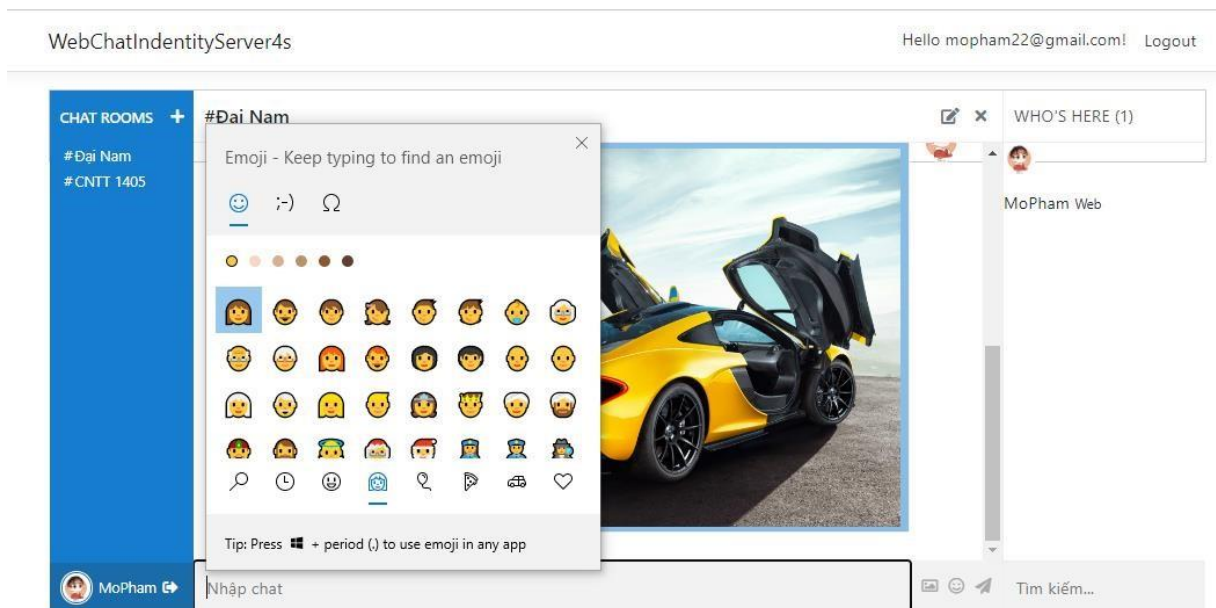 WebChatIndentityServer4s
Hello mopham22@gmail.com! Logout
CHAT ROOMS +
#Đại Nam
#CNTT 1405
#Đại Nam
WHO'S HERE (1)
MoPham Web
Emoji - Keep typing to find an emoji
;-) Ω
Tip: Press + period (.) to use emoji in any app
MoPham
Nhập chat
Tìm kiếm...